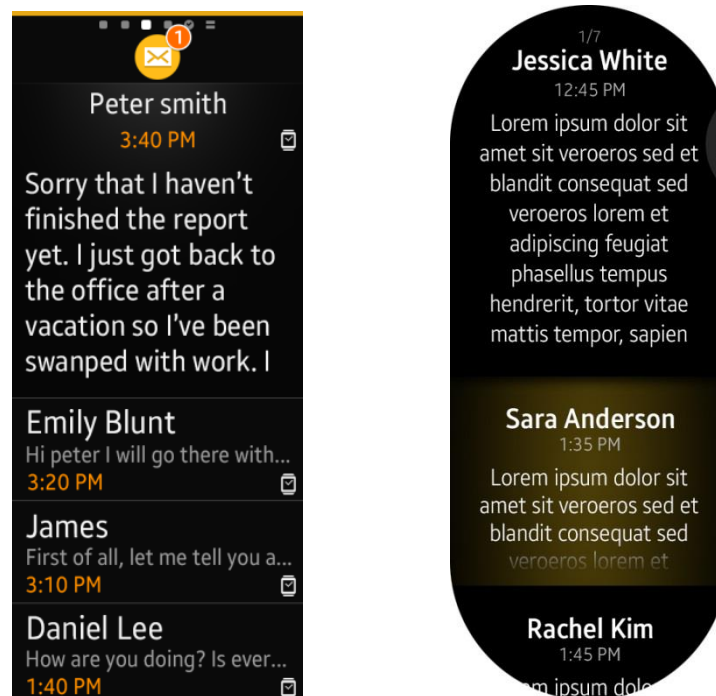 1
Peter smith
3:40 PM
Sorry that I haven't
finished the report
yet. I just got back to
the office after a
vacation so I've been
swanped with work. I
Emily Blunt
Hi peter I will go there with...
3:20 PM
James
First of all, let me tell you a...
3:10 PM
Daniel Lee
How are you doing? Is ever...
1:40 PM
1/7
Jessica White
12:45 PM
Lorem ipsum dolor sit
amet sit veroeros sed et
blandit consequat sed
veroeros lorem et
adipiscing feugiat
phasellus tempus
hendrerit, tortor vitae
mattis tempor, sapien
Sara Anderson
1:35 PM
Lorem ipsum dolor sit
amet sit veroeros sed et
blandit consequat sed
veroeros lorem et
Rachel Kim
1:45 PM
ipsum